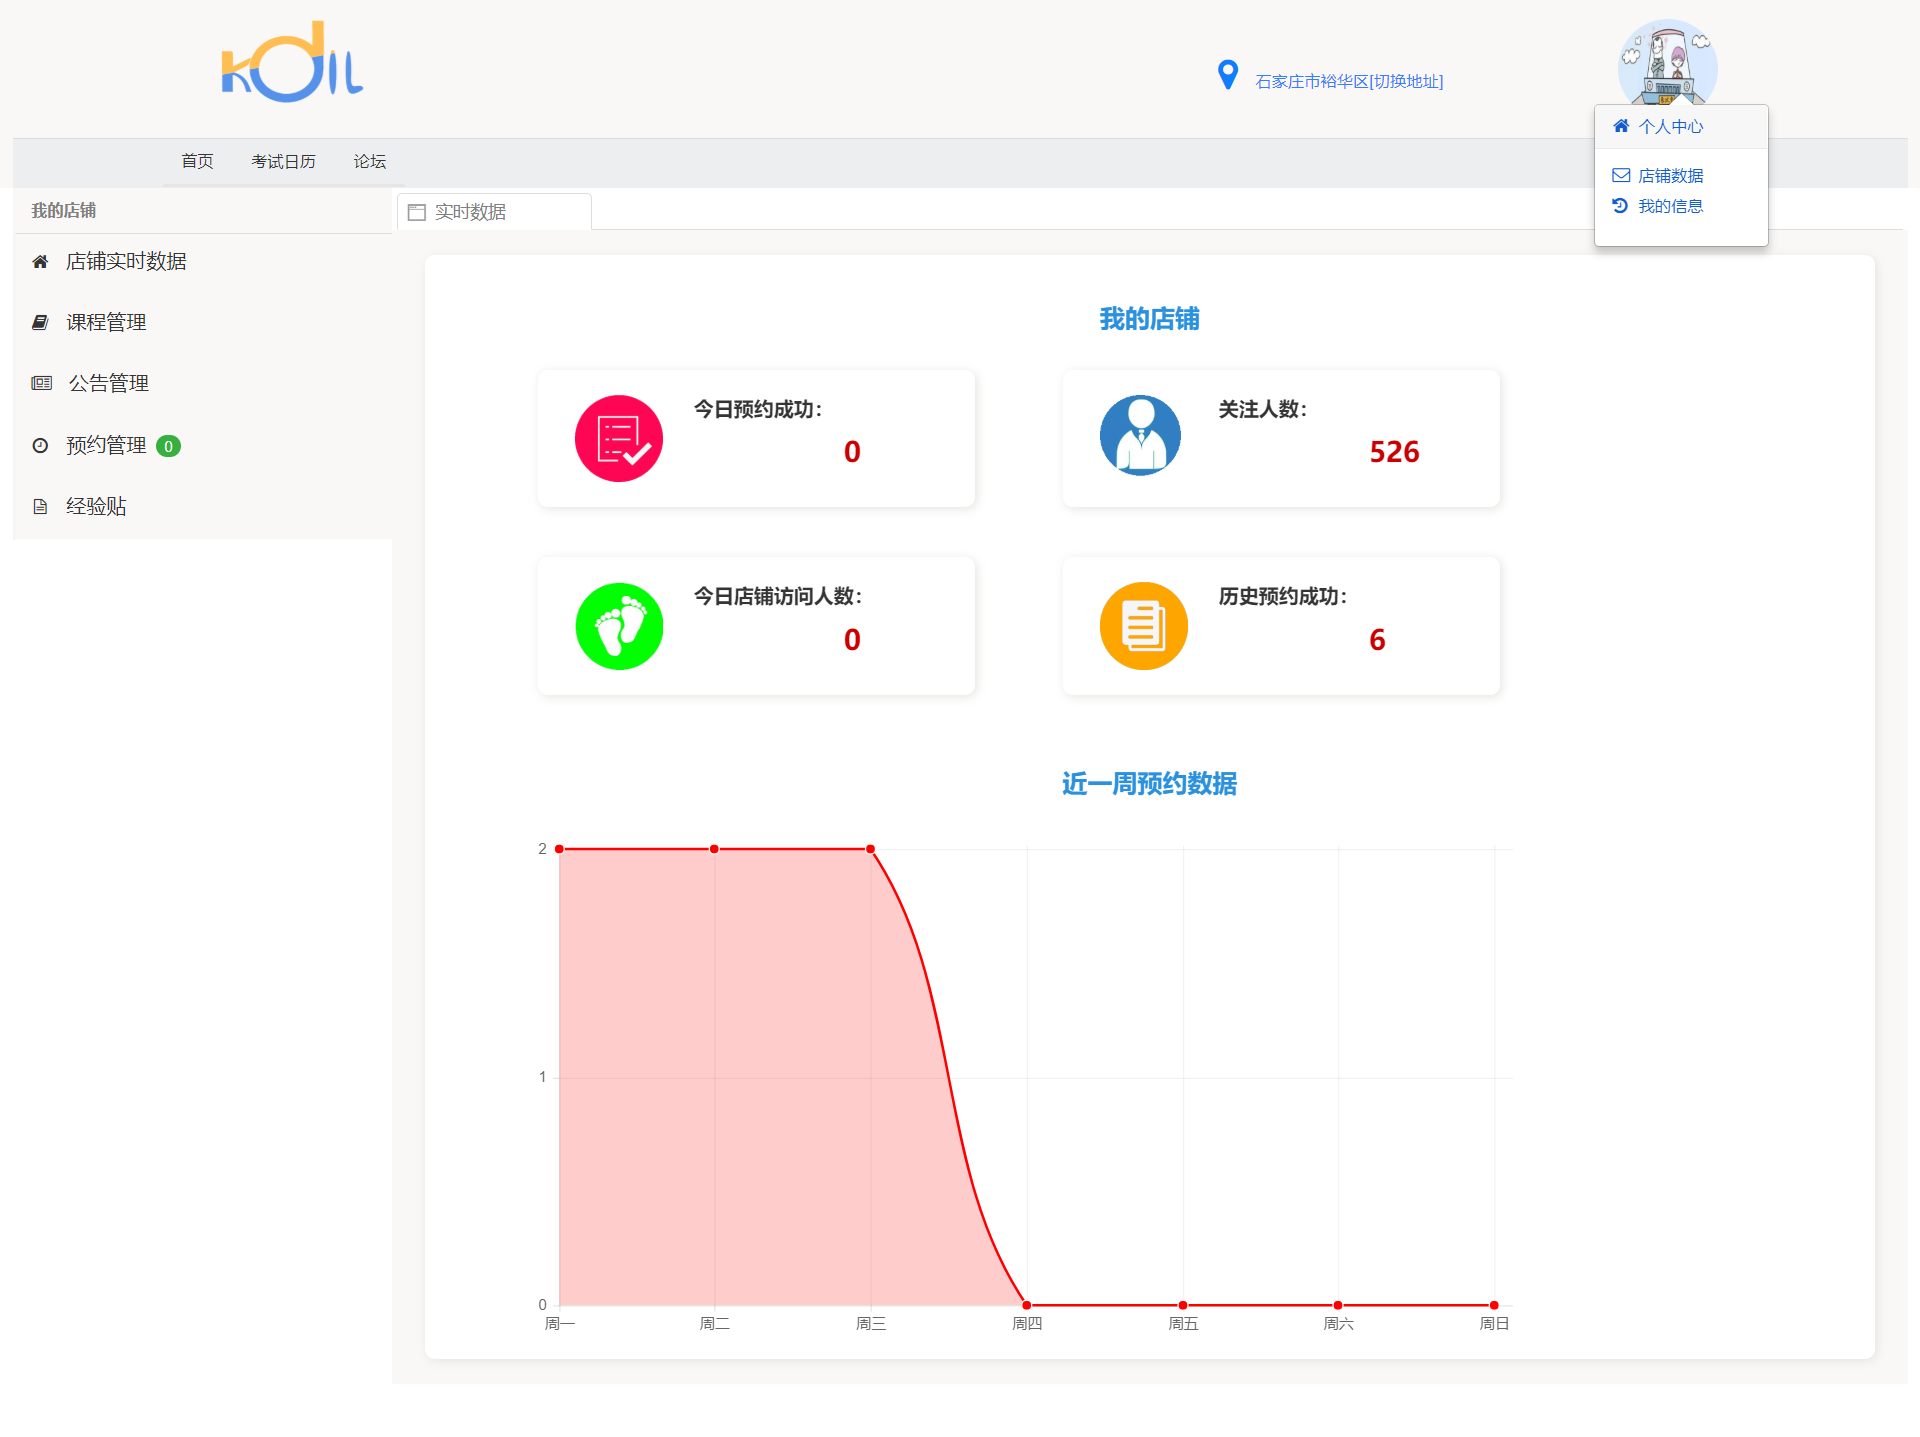 KOIL
石家庄市裕华区[切换地址]
个人中心
店铺数据
我的信息
首页 考试日历 论坛
我的店铺
店铺实时数据
课程管理
公告管理
预约管理 0
经验贴
实时数据
我的店铺
今日预约成功:
0
关注人数:
526
今日店铺访问人数:
0
历史预约成功:
6
近一周预约数据
2
1
0
周一 周二 周三 周四 周五 周六 周日